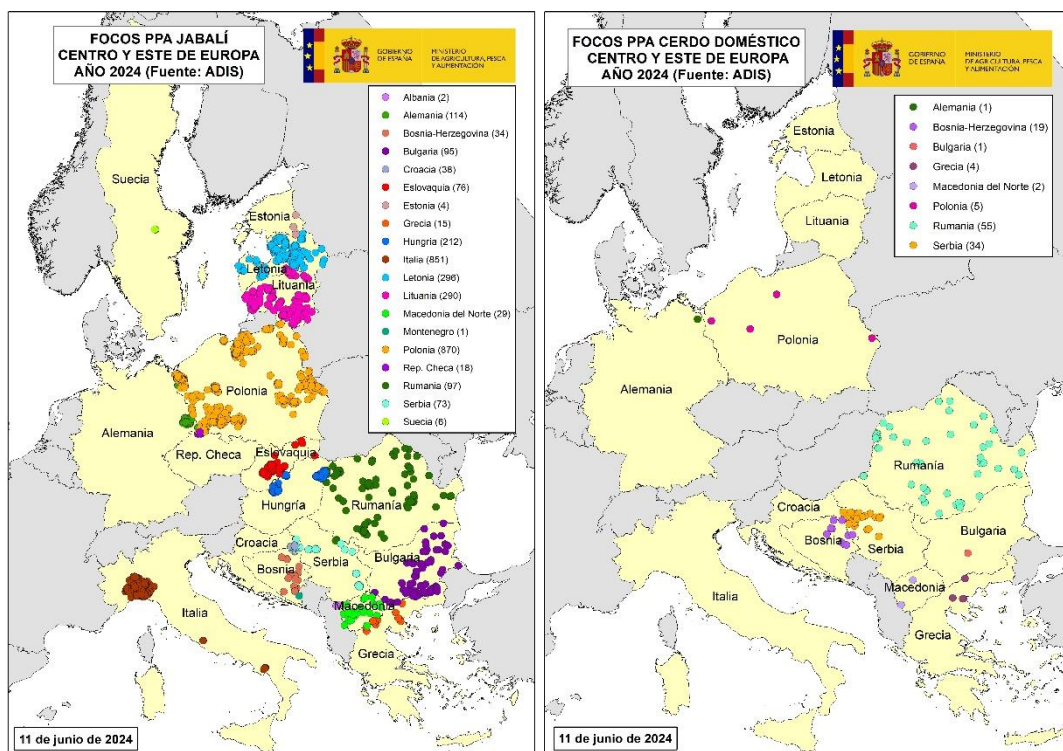 FOCOS PPA JABALÍ
CENTRO Y ESTE DE EUROPA
AÑO 2024 (Fuente: ADIS)
GOBIERNO
DE ESPAÑA
MINISTERIO
DE AGRICULTURA, PESCA
Y ALIMENTACIÓN
Albania (2)
Alemania (114)
Bosnia-Herzegovina (34)
Bulgaria (95)
Croacia (38)
Eslovaquia (76)
Estonia (4)
Grecia (15)
Hungría (212)
Italia (851)
Letonia (296)
Lituania (290)
Macedonia del Norte (29)
Montenegro (1)
Polonia (870)
Rep. Checa (18)
Rumania (97)
Serbia (73)
Suecia (6)
Suecia
Estonia
Letonia
Lituania
Polonia
Alemania
Rep. Checa
Eslovaquia
Hungría
Rumanía
Croacia
Bosnia
Serbia
Bulgaria
Italia
Macedonia
Grecia
11 de junio de 2024
FOCOS PPA CERDO DOMÉSTICO
CENTRO Y ESTE DE EUROPA
AÑO 2024 (Fuente: ADIS)
GOBIERNO
DE ESPAÑA
MINISTERIO
DE AGRICULTURA, PESCA
Y ALIMENTACIÓN
Alemania (1)
Bosnia-Herzegovina (19)
Bulgaria (1)
Grecia (4)
Macedonia del Norte (2)
Polonia (5)
Rumania (55)
Serbia (34)
Estonia
Letonia
Lituania
Polonia
Alemania
Rumanía
Croacia
Bosnia
Serbia
Bulgaria
Italia
Macedonia
Grecia
11 de junio de 2024